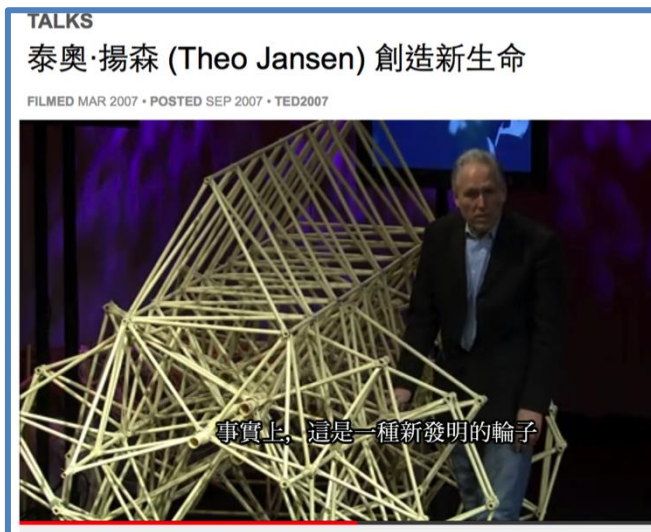 TALKS
泰奧·揚森 (Theo Jansen) 創造新生命
FILMED MAR 2007 • POSTED SEP 2007 • TED2007
事實上, 這是一種新發明的輪子